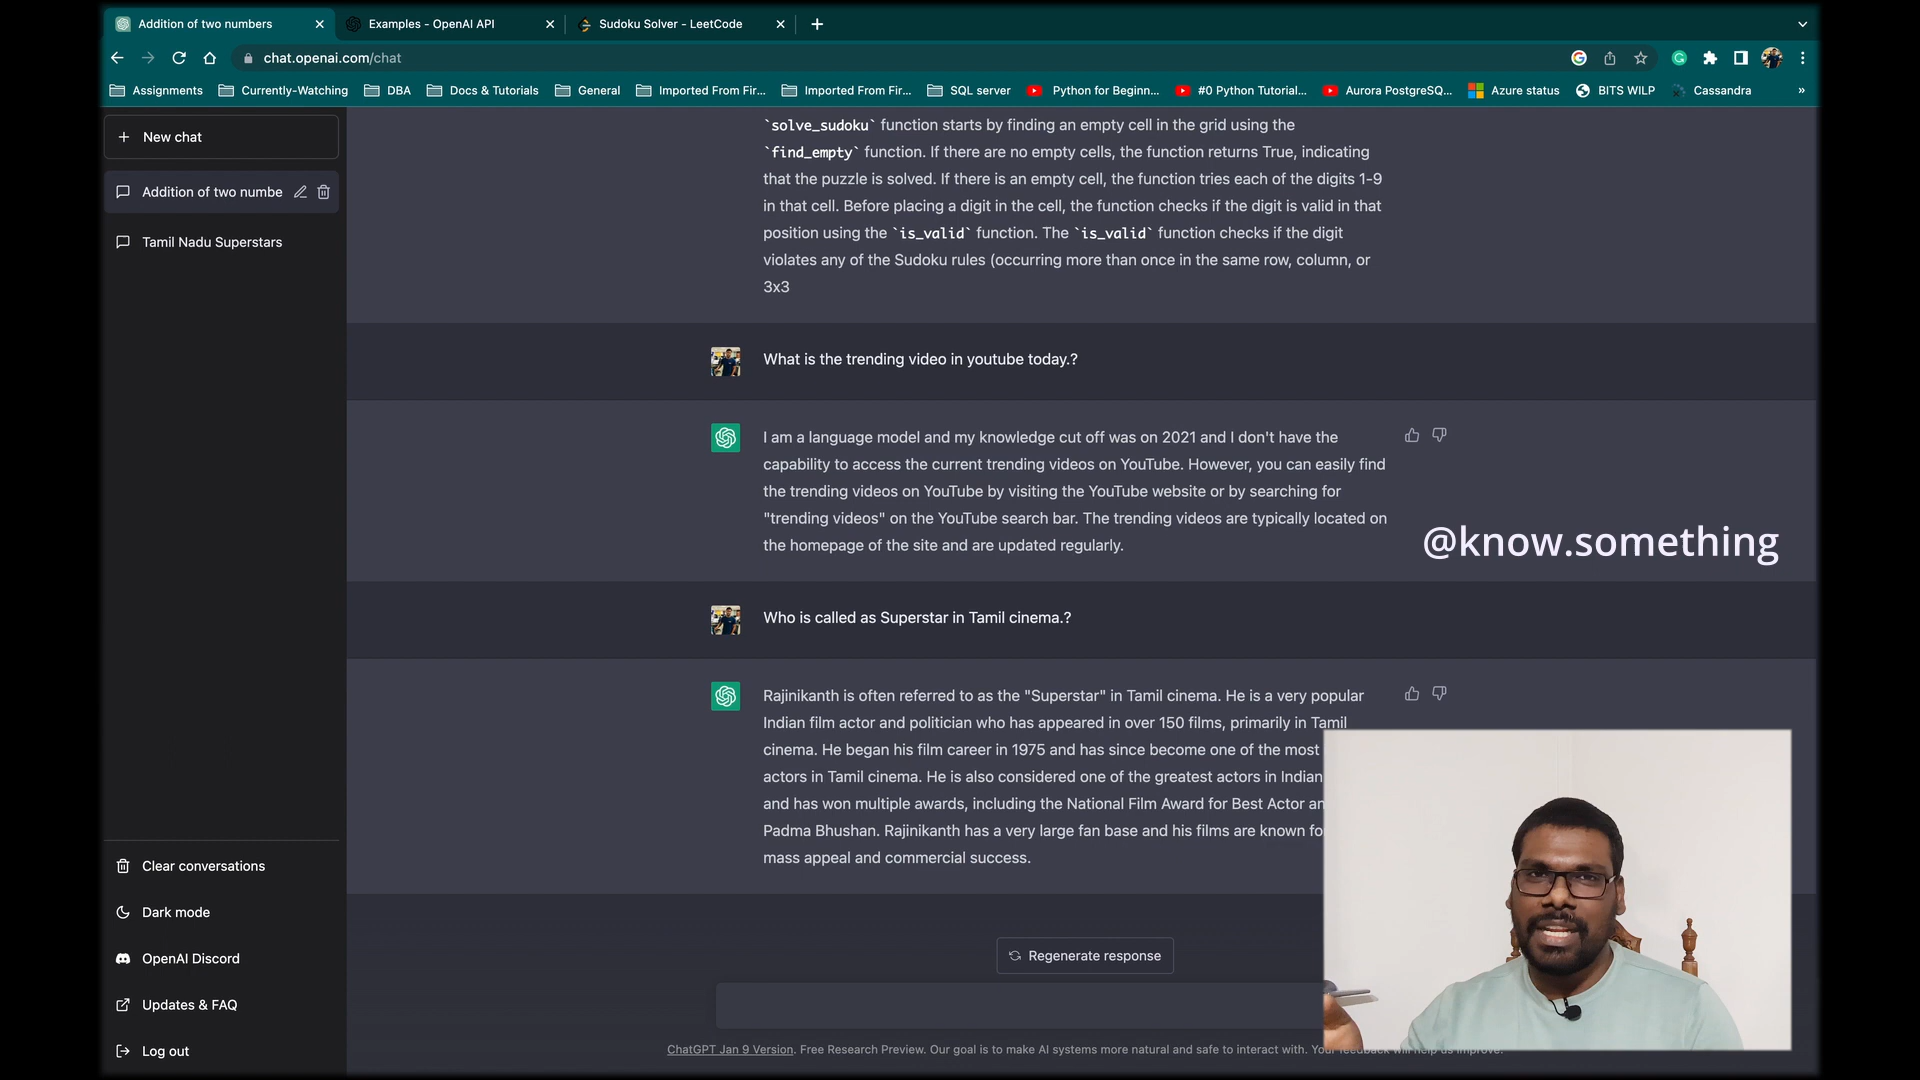 Addition of two numbers
Examples - OpenAI API
Sudoku Solver - LeetCode
chat.openai.com/chat
Assignments
Currently-Watching
DBA
Docs & Tutorials
General
Imported From Fir...
Imported From Fir...
SQL server
Python for Beginn...
#0 Python Tutorial...
Aurora PostgreSQ...
Azure status
BITS WILP
Cassandra
»
New chat
Addition of two numbe
Tamil Nadu Superstars
Clear conversations
Dark mode
OpenAI Discord
Updates & FAQ
Log out
`solve_sudoku` function starts by finding an empty cell in the grid using the
`find_empty` function. If there are no empty cells, the function returns True, indicating
that the puzzle is solved. If there is an empty cell, the function tries each of the digits 1-9
in that cell. Before placing a digit in the cell, the function checks if the digit is valid in that
position using the `is_valid` function. The `is_valid` function checks if the digit
violates any of the Sudoku rules (occurring more than once in the same row, column, or
3x3
What is the trending video in youtube today.?
I am a language model and my knowledge cut off was on 2021 and I don't have the
capability to access the current trending videos on YouTube. However, you can easily find
the trending videos on YouTube by visiting the YouTube website or by searching for
"trending videos" on the YouTube search bar. The trending videos are typically located on
the homepage of the site and are updated regularly.
@know.something
Who is called as Superstar in Tamil cinema.?
Rajinikanth is often referred to as the "Superstar" in Tamil cinema. He is a very popular
Indian film actor and politician who has appeared in over 150 films, primarily in Tamil
cinema. He began his film career in 1975 and has since become one of the most
actors in Tamil cinema. He is also considered one of the greatest actors in Indian
and has won multiple awards, including the National Film Award for Best Actor
Padma Bhushan. Rajinikanth has a very large fan base and his films are known
mass appeal and commercial success.
Regenerate response
ChatGPT Jan 9 Version. Free Research Preview. Our goal is to make AI systems more natural and safe to interact with. Your feedback will help us improve.